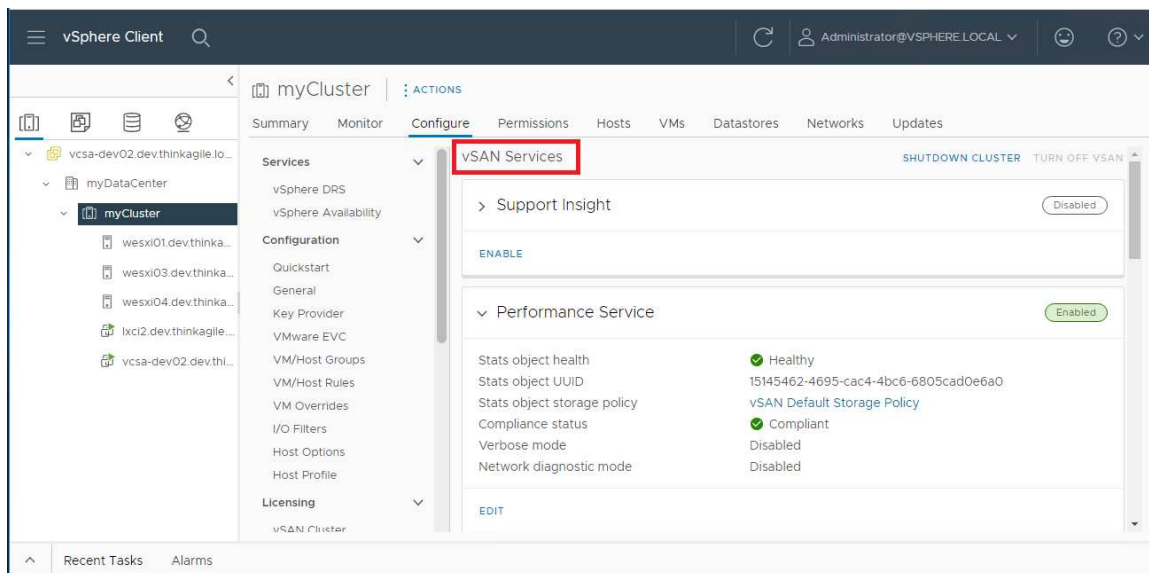 vSphere Client
Administrator@VSPHERE.LOCAL
myCluster
ACTIONS
Summary Monitor Configure Permissions Hosts VMs Datastores Networks Updates
vcsa-dev02.dev.thinkagile.lo...
myDataCenter
myCluster
wesxi01.dev.thinka...
wesxi03.dev.thinka...
wesxi04.dev.thinka...
lxci2.dev.thinkagile....
vcsa-dev02.dev.thi...
Services
vSphere DRS
vSphere Availability
Configuration
Quickstart
General
Key Provider
VMware EVC
VM/Host Groups
VM/Host Rules
VM Overrides
I/O Filters
Host Options
Host Profile
Licensing
vSAN Cluster
vSAN Services
SHUTDOWN CLUSTER TURN OFF VSAN
Support Insight Disabled
ENABLE
Performance Service Enabled
Stats object health Healthy
Stats object UUID 15145462-4695-cac4-4bc6-6805cad0e6a0
Stats object storage policy vSAN Default Storage Policy
Compliance status Compliant
Verbose mode Disabled
Network diagnostic mode Disabled
EDIT
Recent Tasks Alarms